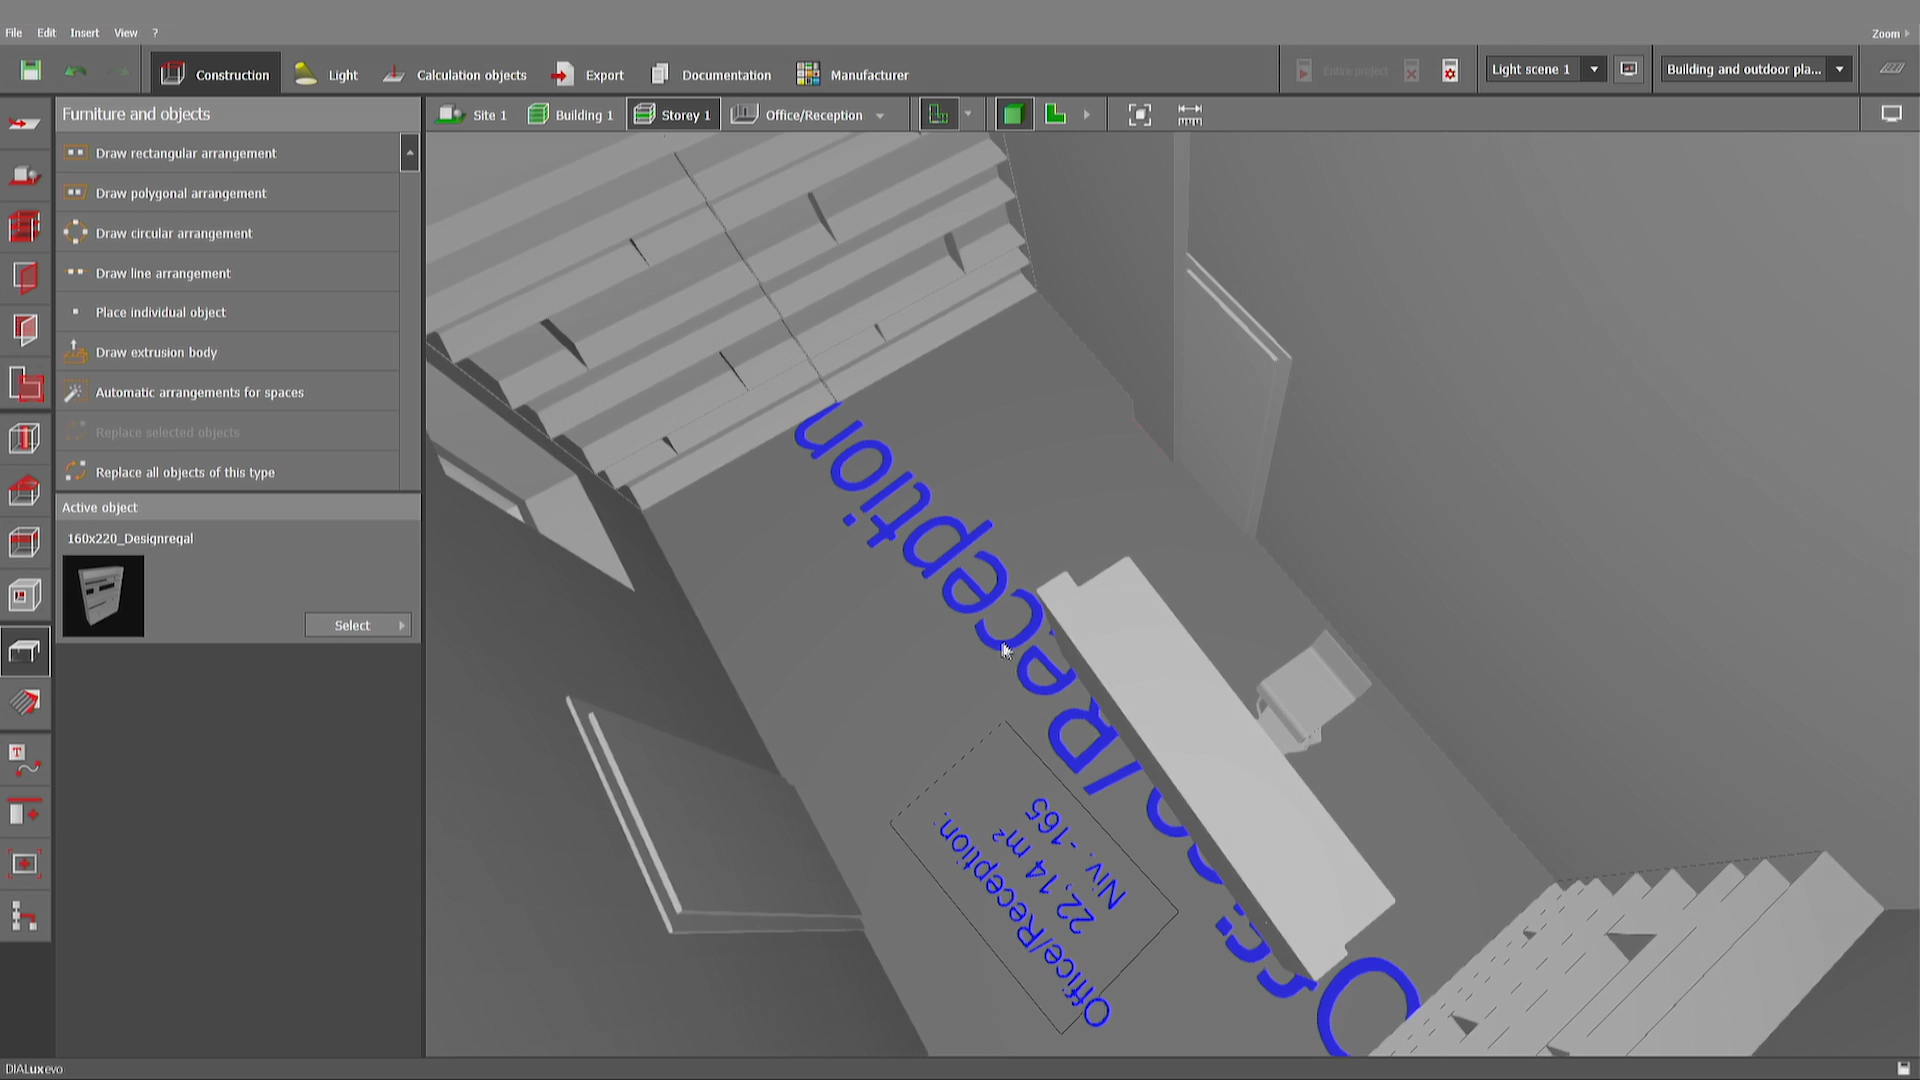 File Edit Insert View ?
Zoom
Construction Light Calculation objects Export Documentation Manufacturer
Entire project
Light scene 1
Building and outdoor pla...
Furniture and objects
Site 1 Building 1 Storey 1 Office/Reception
Draw rectangular arrangement
Draw polygonal arrangement
Draw circular arrangement
Draw line arrangement
Place individual object
Draw extrusion body
Automatic arrangements for spaces
Replace selected objects
Replace all objects of this type
Active object
160x220_Designregal
Select
Office/Reception
Office/Reception:
22,14 m²
Niv. -165
DIALux evo